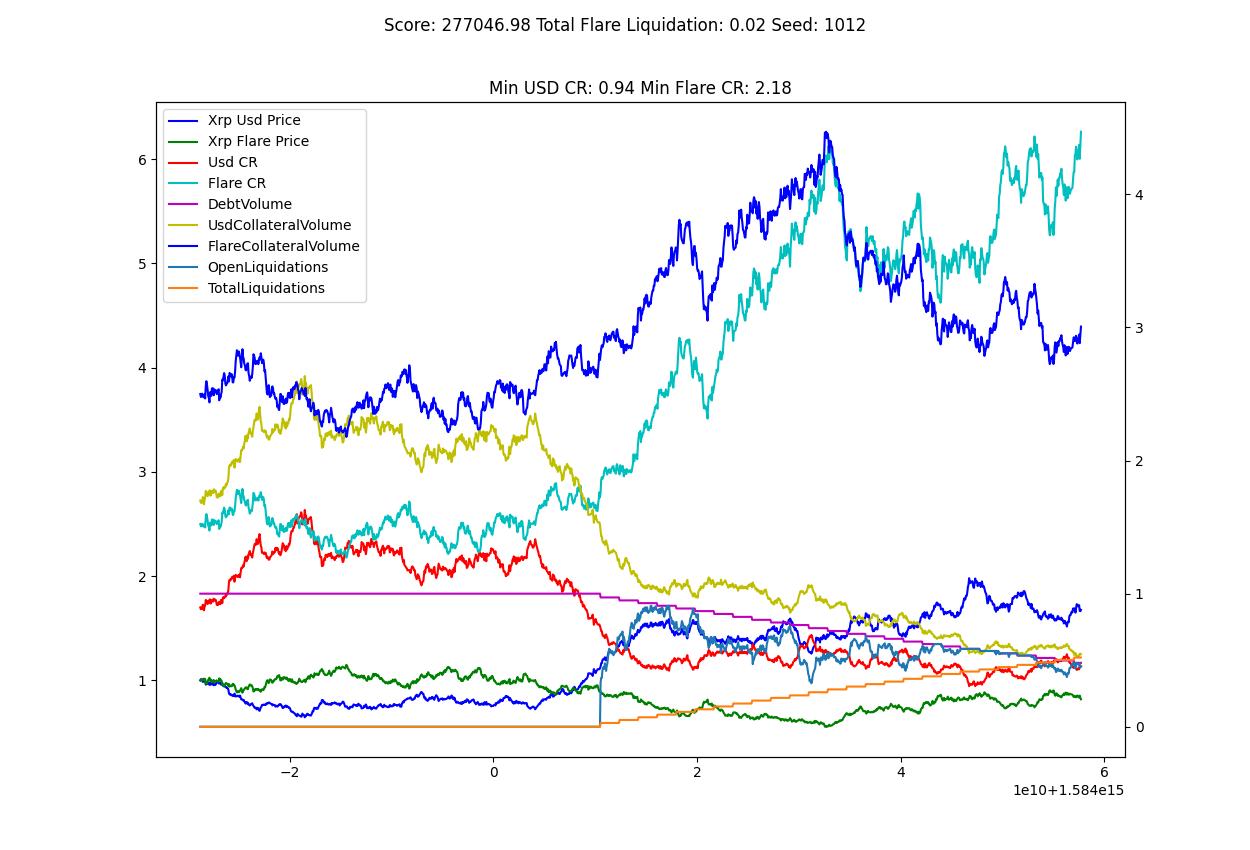 Score: 277046.98 Total Flare Liquidation: 0.02 Seed: 1012
Min USD CR: 0.94 Min Flare CR: 2.18
Xrp Usd Price
Xrp Flare Price
Usd CR
Flare CR
DebtVolume
UsdCollateralVolume
FlareCollateralVolume
OpenLiquidations
TotalLiquidations
6
5
4
3
2
1
4
3
2
1
0
−2
0
2
4
6
1e10+1.584e15